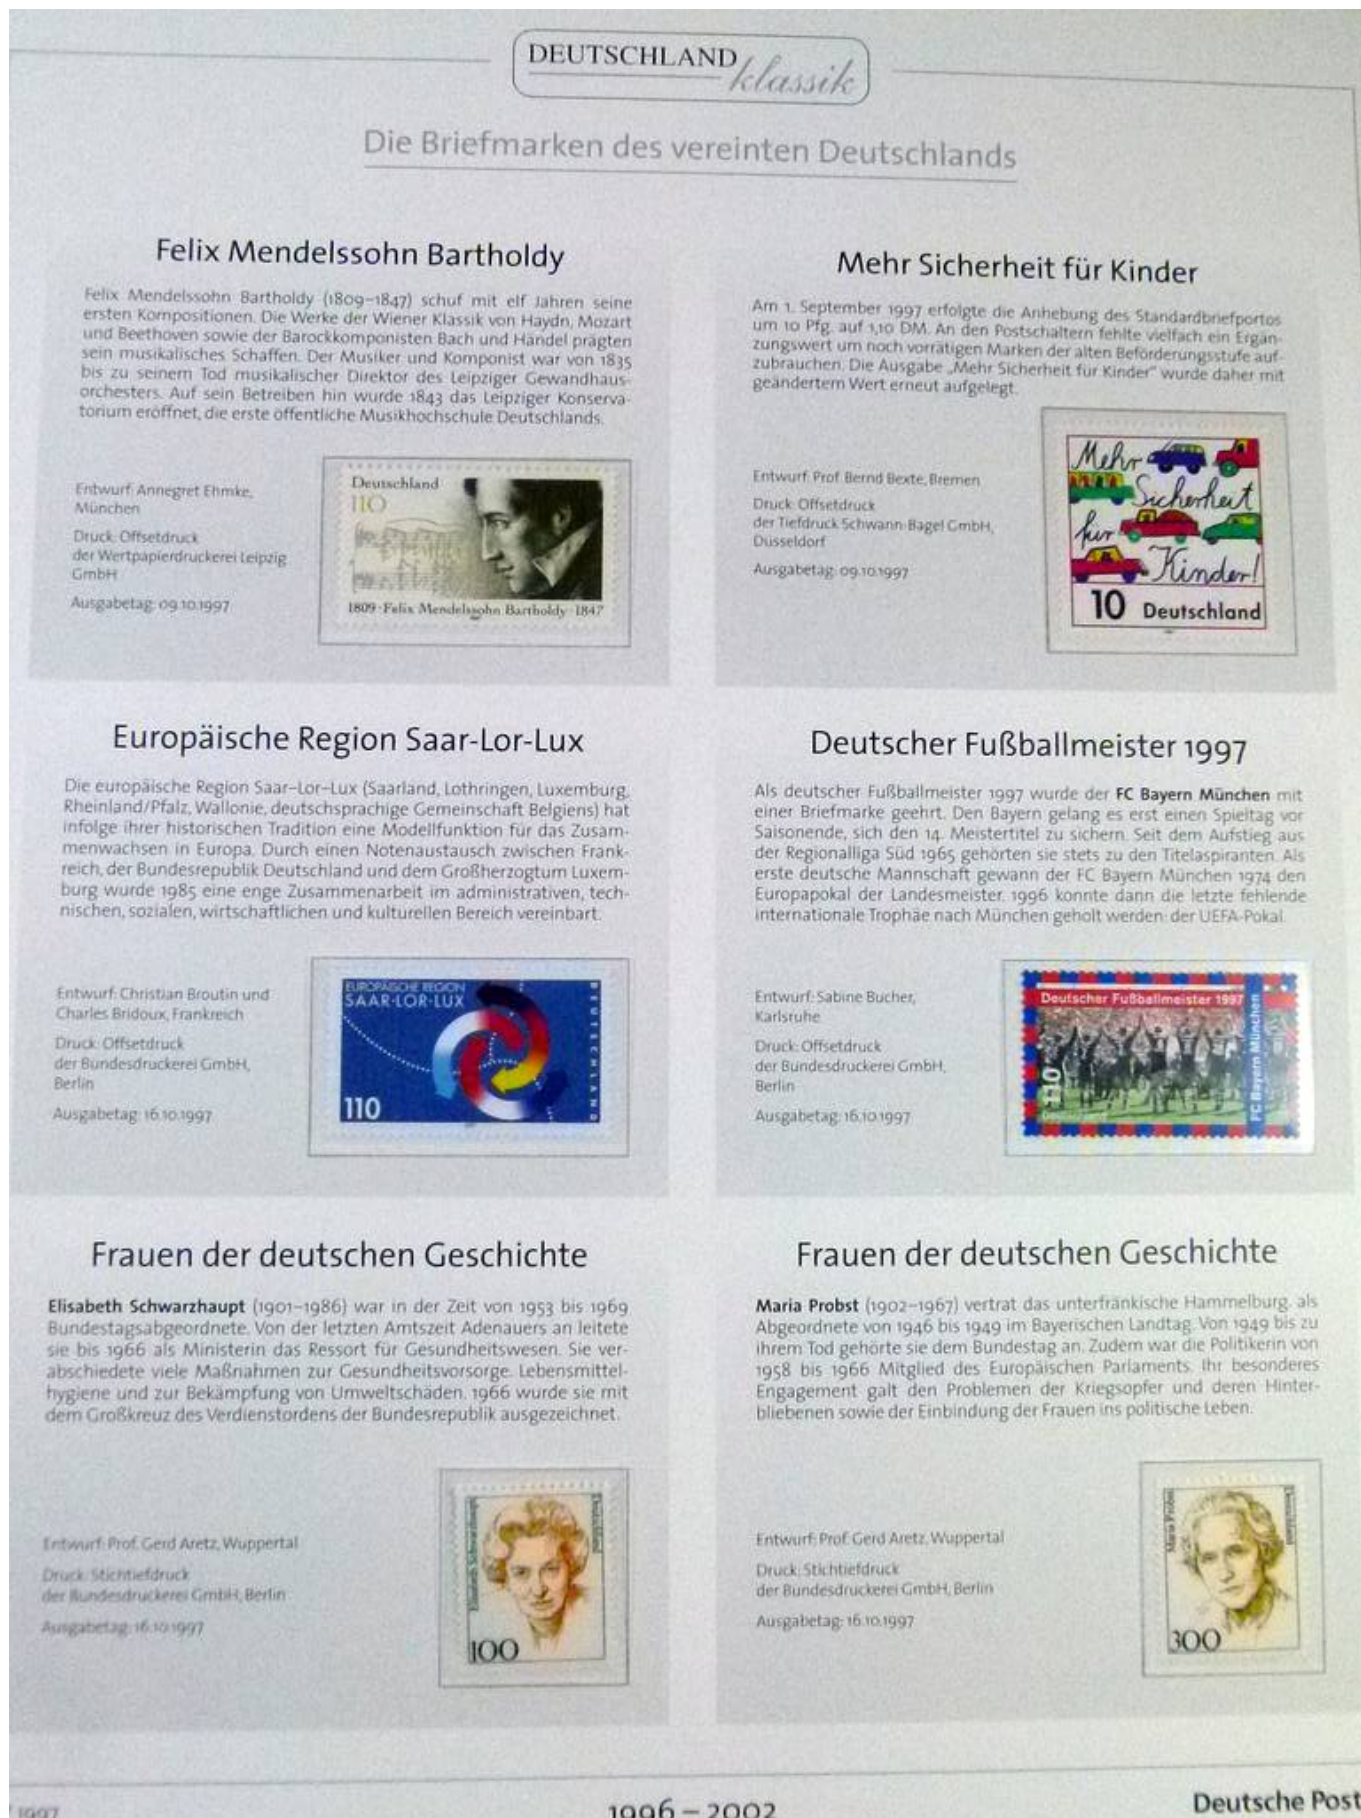 DEUTSCHLAND
klassik
Die Briefmarken des vereinten Deutschlands
Felix Mendelssohn Bartholdy
Felix Mendelssohn Bartholdy (1809–1847) schuf mit elf Jahren seine
ersten Kompositionen. Die Werke der Wiener Klassik von Haydn, Mozart
und Beethoven sowie der Barockkomponisten Bach und Händel prägten
sein musikalisches Schaffen. Der Musiker und Komponist war von 1835
bis zu seinem Tod musikalischer Direktor des Leipziger Gewandhaus-
orchesters. Auf sein Betreiben hin wurde 1843 das Leipziger Konserva-
torium eröffnet, die erste öffentliche Musikhochschule Deutschlands.
Entwurf: Annegret Ehmke,
München
Druck: Offsetdruck
der Wertpapierdruckerei Leipzig
GmbH
Ausgabetag: 09.10.1997
Deutschland
110
1809 · Felix Mendelssohn Bartholdy · 1847
Mehr Sicherheit für Kinder
Am 1. September 1997 erfolgte die Anhebung des Standardbriefportos
um 10 Pfg. auf 1,10 DM. An den Postschaltern fehlte vielfach ein Ergän-
zungswert um noch vorrätigen Marken der alten Beförderungsstufe auf-
zubrauchen. Die Ausgabe „Mehr Sicherheit für Kinder" wurde daher mit
geändertem Wert erneut aufgelegt.
Entwurf: Prof. Bernd Bexte, Bremen
Druck: Offsetdruck
der Tiefdruck Schwann-Bagel GmbH,
Düsseldorf
Ausgabetag: 09.10.1997
Mehr
Sicherheit
für
Kinder!
10 Deutschland
Europäische Region Saar-Lor-Lux
Die europäische Region Saar–Lor–Lux (Saarland, Lothringen, Luxemburg,
Rheinland/Pfalz, Wallonie, deutschsprachige Gemeinschaft Belgiens) hat
infolge ihrer historischen Tradition eine Modellfunktion für das Zusam-
menwachsen in Europa. Durch einen Notenaustausch zwischen Frank-
reich, der Bundesrepublik Deutschland und dem Großherzogtum Luxem-
burg wurde 1985 eine enge Zusammenarbeit im administrativen, tech-
nischen, sozialen, wirtschaftlichen und kulturellen Bereich vereinbart.
Entwurf: Christian Broutin und
Charles Bridoux, Frankreich
Druck: Offsetdruck
der Bundesdruckerei GmbH,
Berlin
Ausgabetag: 16.10.1997
EUROPÄISCHE REGION
SAAR-LOR-LUX
DEUTSCHLAND
110
Deutscher Fußballmeister 1997
Als deutscher Fußballmeister 1997 wurde der FC Bayern München mit
einer Briefmarke geehrt. Den Bayern gelang es erst einen Spieltag vor
Saisonende, sich den 14. Meistertitel zu sichern. Seit dem Aufstieg aus
der Regionalliga Süd 1965 gehörten sie stets zu den Titelaspiranten. Als
erste deutsche Mannschaft gewann der FC Bayern München 1974 den
Europapokal der Landesmeister. 1996 konnte dann die letzte fehlende
internationale Trophäe nach München geholt werden: der UEFA-Pokal.
Entwurf: Sabine Bucher,
Karlsruhe
Druck: Offsetdruck
der Bundesdruckerei GmbH,
Berlin
Ausgabetag: 16.10.1997
Deutscher Fußballmeister 1997
FC Bayern München
110
Frauen der deutschen Geschichte
Elisabeth Schwarzhaupt (1901–1986) war in der Zeit von 1953 bis 1969
Bundestagsabgeordnete. Von der letzten Amtszeit Adenauers an leitete
sie bis 1966 als Ministerin das Ressort für Gesundheitswesen. Sie ver-
abschiedete viele Maßnahmen zur Gesundheitsvorsorge. Lebensmittel-
hygiene und zur Bekämpfung von Umweltschäden. 1966 wurde sie mit
dem Großkreuz des Verdienstordens der Bundesrepublik ausgezeichnet.
Entwurf: Prof. Gerd Aretz, Wuppertal
Druck: Stichtiefdruck
der Bundesdruckerei GmbH, Berlin
Ausgabetag: 16.10.1997
Elisabeth Schwarzhaupt
Deutschland
100
Frauen der deutschen Geschichte
Maria Probst (1902–1967) vertrat das unterfränkische Hammelburg, als
Abgeordnete von 1946 bis 1949 im Bayerischen Landtag. Von 1949 bis zu
ihrem Tod gehörte sie dem Bundestag an. Zudem war die Politikerin von
1958 bis 1966 Mitglied des Europäischen Parlaments. Ihr besonderes
Engagement galt den Problemen der Kriegsopfer und deren Hinter-
bliebenen sowie der Einbindung der Frauen ins politische Leben.
Entwurf: Prof. Gerd Aretz, Wuppertal
Druck: Stichtiefdruck
der Bundesdruckerei GmbH, Berlin
Ausgabetag: 16.10.1997
Maria Probst
Deutschland
300
1997
1996 – 2002
Deutsche Post